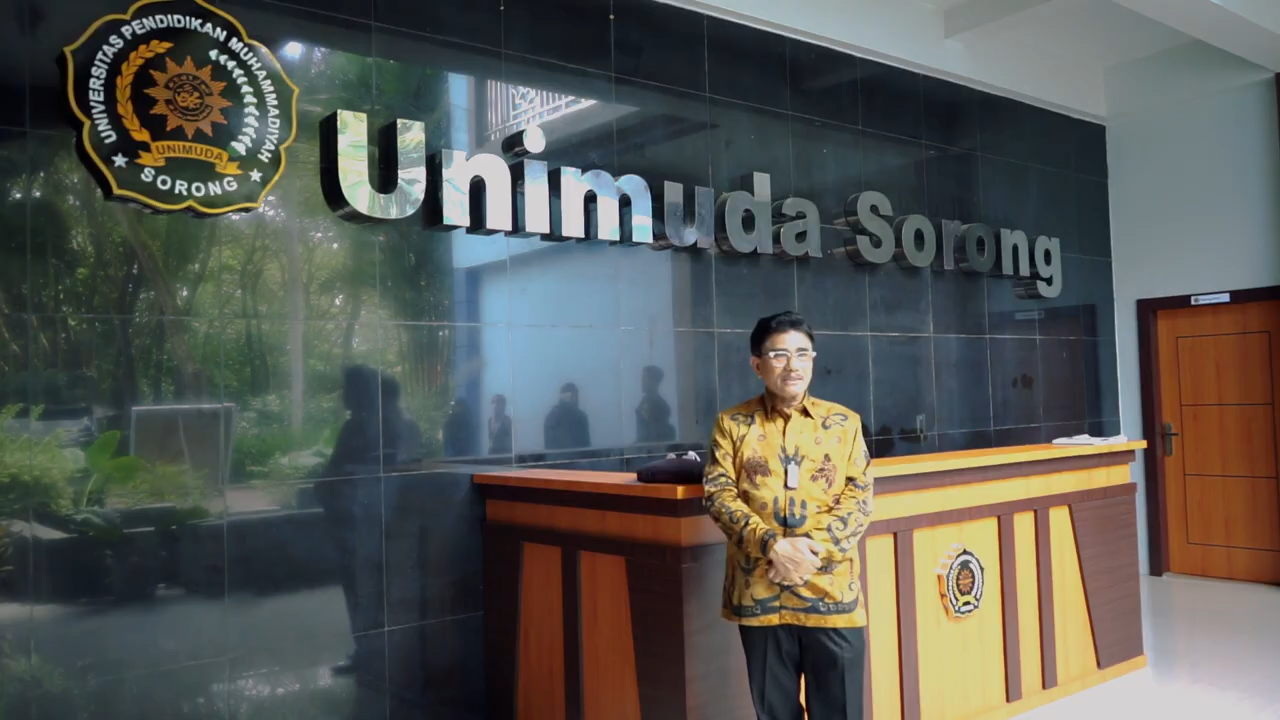 UNIVERSITAS PENDIDIKAN MUHAMMADIYAH
UNIMUDA
SORONG
Unimuda Sorong